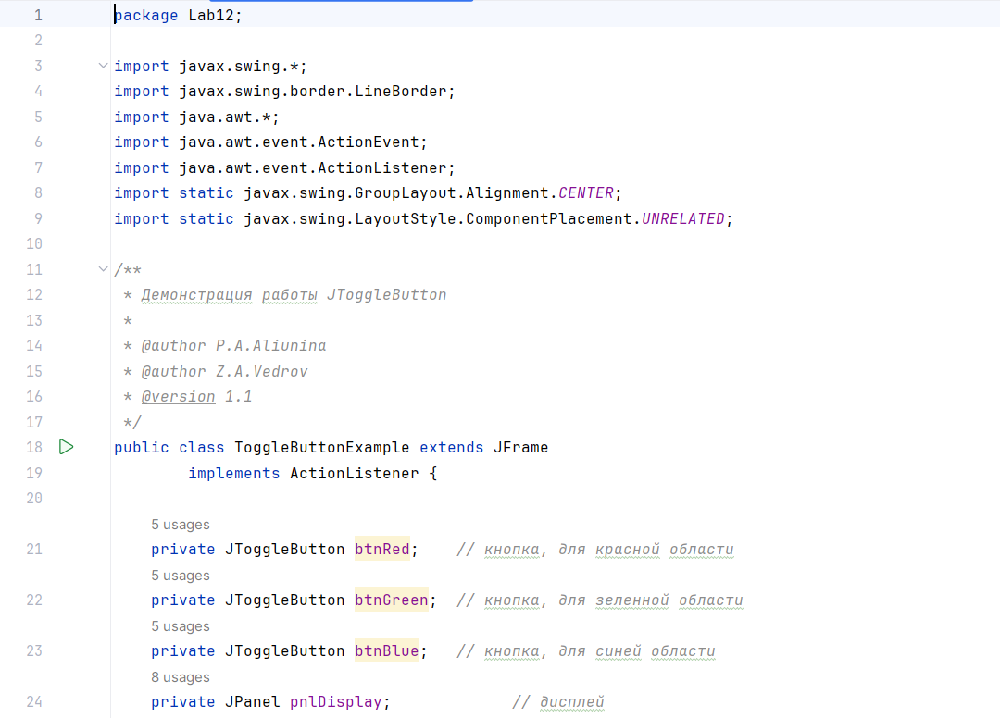 1 package Lab12;
2
3 import javax.swing.*;
4 import javax.swing.border.LineBorder;
5 import java.awt.*;
6 import java.awt.event.ActionEvent;
7 import java.awt.event.ActionListener;
8 import static javax.swing.GroupLayout.Alignment.CENTER;
9 import static javax.swing.LayoutStyle.ComponentPlacement.UNRELATED;
10
11 /**
12 * Демонстрация работы JToggleButton
13 *
14 * @author P.A.Aliunina
15 * @author Z.A.Vedrov
16 * @version 1.1
17 */
18 public class ToggleButtonExample extends JFrame
19 implements ActionListener {
20
5 usages
21 private JToggleButton btnRed; // кнопка, для красной области
5 usages
22 private JToggleButton btnGreen; // кнопка, для зеленной области
5 usages
23 private JToggleButton btnBlue; // кнопка, для синей области
8 usages
24 private JPanel pnlDisplay; // дисплей